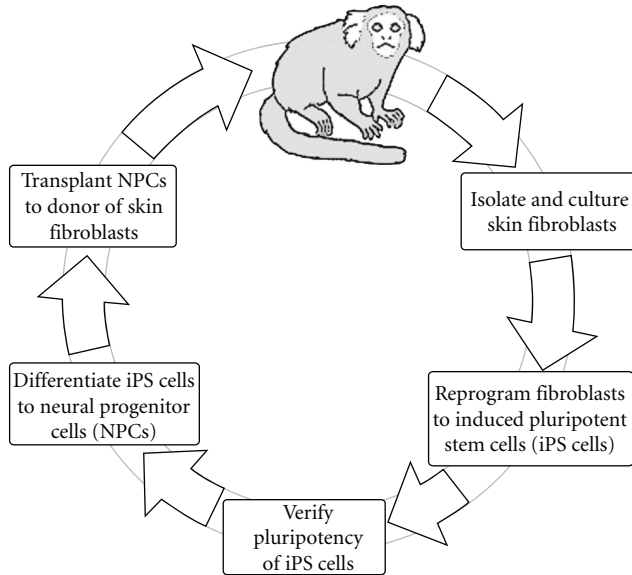 Isolate and culture
skin fibroblasts
Reprogram fibroblasts
to induced pluripotent
stem cells (iPS cells)
Verify
pluripotency
of iPS cells
Differentiate iPS cells
to neural progenitor
cells (NPCs)
Transplant NPCs
to donor of skin
fibroblasts